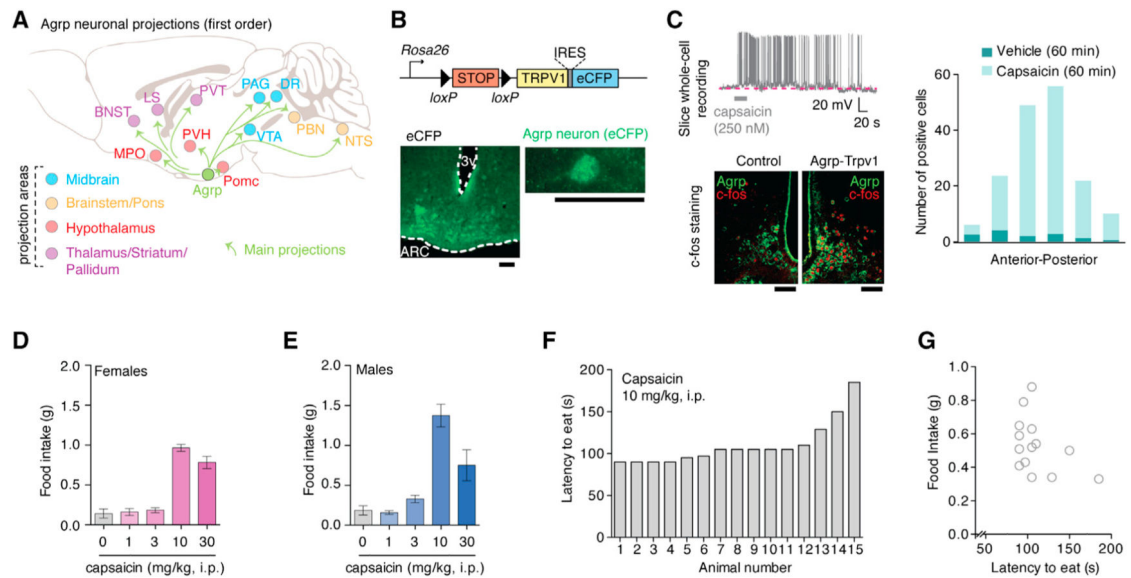 A
Agrp neuronal projections (first order)
BNST
LS
PVT
PAG
DR
PBN
NTS
VTA
PVH
MPO
Agrp
Pomc
projection areas
Midbrain
Brainstem/Pons
Hypothalamus
Thalamus/Striatum/
Pallidum
Main projections
B
IRES
Rosa26
STOP
TRPV1
eCFP
loxP
loxP
eCFP
Agrp neuron (eCFP)
3v
ARC
C
Slice whole-cell
recording
capsaicin
(250 nM)
20 mV
20 s
Control
Agrp-Trpv1
c-fos staining
Agrp
c-fos
Agrp
c-fos
Vehicle (60 min)
Capsaicin (60 min)
Number of positive cells
60
40
20
0
Anterior-Posterior
D
Females
Food intake (g)
2.0
1.5
1.0
0.5
0.0
0 1 3 10 30
capsaicin (mg/kg, i.p.)
E
Males
Food intake (g)
2.0
1.5
1.0
0.5
0.0
0 1 3 10 30
capsaicin (mg/kg, i.p.)
F
Capsaicin
10 mg/kg, i.p.
Latency to eat (s)
200
150
100
50
0
1 2 3 4 5 6 7 8 9 10 11 12 13 14 15
Animal number
G
Food Intake (g)
1.0
0.8
0.6
0.4
0.2
0.0
50 100 150 200
Latency to eat (s)